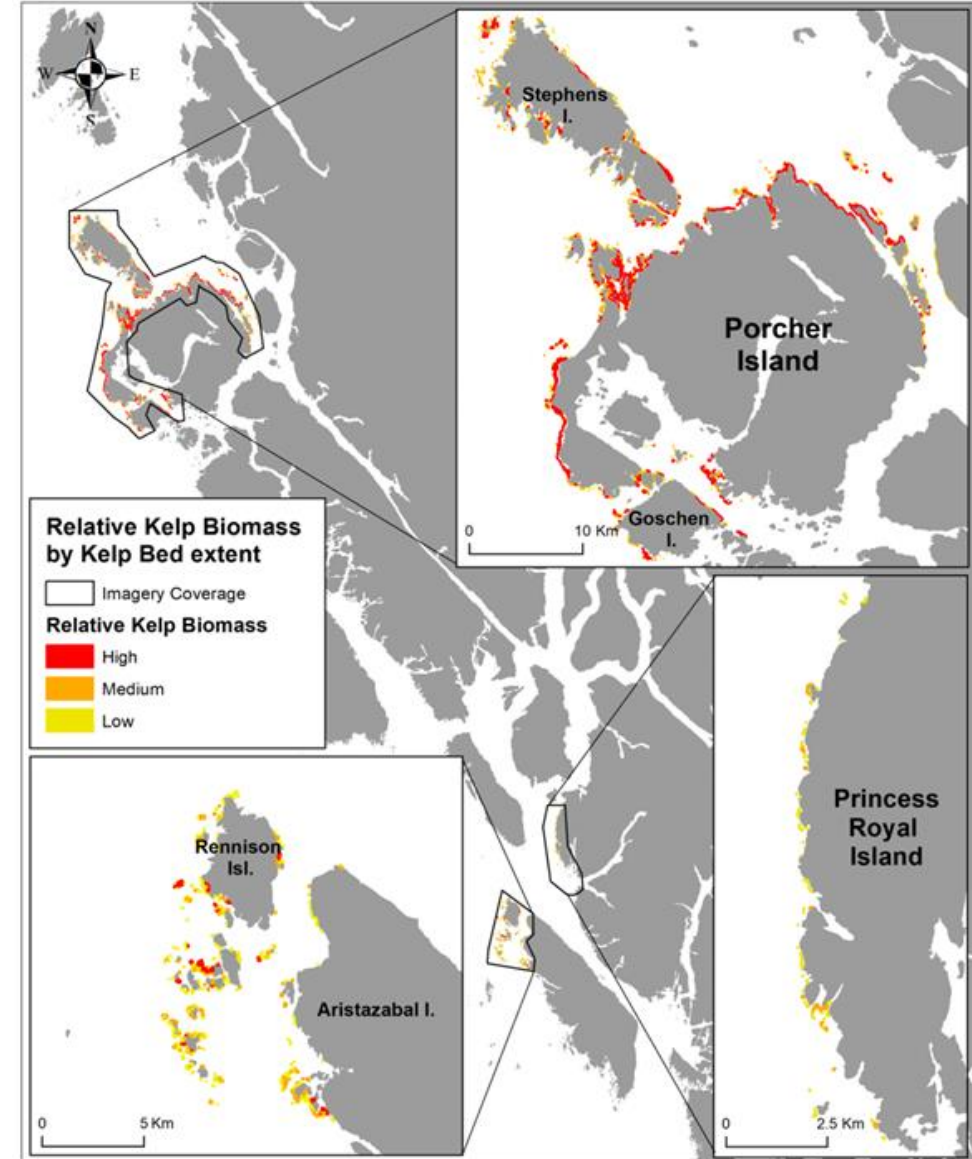 N
W
E
S
Stephens
I.
Porcher
Island
Goschen
I.
0
10 Km
Relative Kelp Biomass
by Kelp Bed extent
Imagery Coverage
Relative Kelp Biomass
High
Medium
Low
Princess
Royal
Island
0
2.5 Km
Rennison
Isl.
Aristazabal I.
0
5 Km